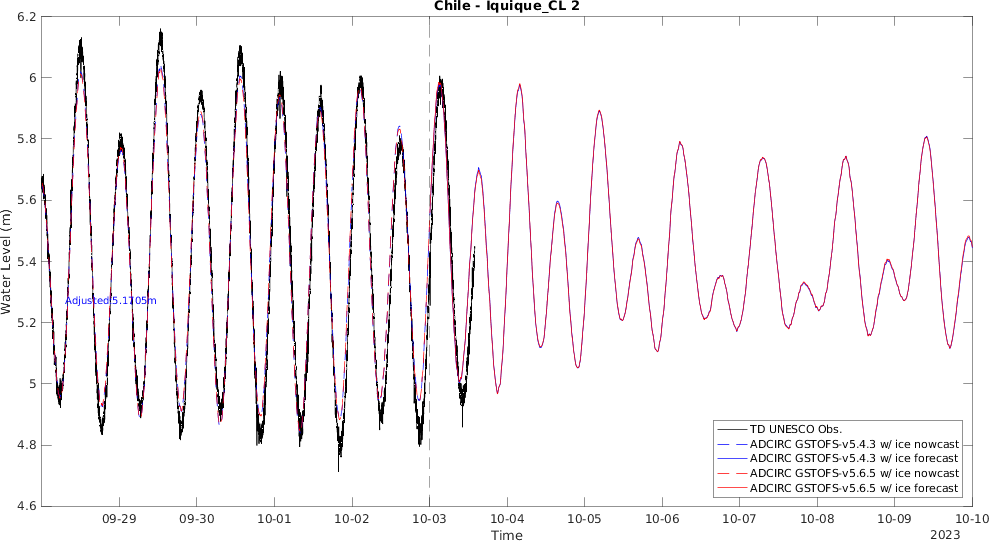 Chile - Iquique_CL 2
6.2
6
5.8
5.6
5.4
5.2
5
4.8
4.6
Water Level (m)
Adjusted 5.1705m
TD UNESCO Obs.
ADCIRC GSTOFS-v5.4.3 w/ ice nowcast
ADCIRC GSTOFS-v5.4.3 w/ ice forecast
ADCIRC GSTOFS-v5.6.5 w/ ice nowcast
ADCIRC GSTOFS-v5.6.5 w/ ice forecast
09-29 09-30 10-01 10-02 10-03 10-04 10-05 10-06 10-07 10-08 10-09 10-10
Time
2023